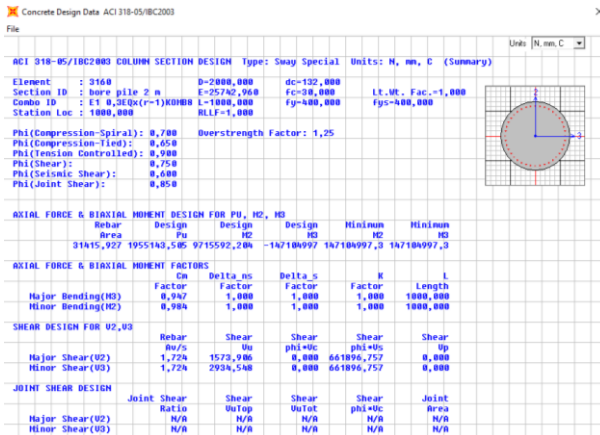 Concrete Design Data ACI 318-05/IBC2003
File
Units N, mm, C
ACI 318-05/IBC2003 COLUMN SECTION DESIGN Type: Sway Special Units: N, mm, C (Summary)
Element : 3160 D=2000,000 dc=132,000
Section ID : bore pile 2 m E=25742,960 fc=30,000 Lt.Wt. Fac.=1,000
Combo ID : E1 0,3EQx(r-1)KOMB8 L=1000,000 fy=400,000 fys=400,000
Station Loc : 1000,000 RLLF=1,000
Phi(Compression-Spiral): 0,700 Overstrength Factor: 1,25
Phi(Compression-Tied): 0,650
Phi(Tension Controlled): 0,900
Phi(Shear): 0,750
Phi(Seismic Shear): 0,600
Phi(Joint Shear): 0,850
2
3
AXIAL FORCE & BIAXIAL MOMENT DESIGN FOR PU, M2, M3
Rebar Design Design Design Minimum Minimum
Area Pu M2 M3 M2 M3
31415,927 1955143,505 9715592,204 -147104997 147104997,3 147104997,3
AXIAL FORCE & BIAXIAL MOMENT FACTORS
Cm Delta_ns Delta_s K L
Factor Factor Factor Factor Length
Major Bending(M3) 0,947 1,000 1,000 1,000 1000,000
Minor Bending(M2) 0,984 1,000 1,000 1,000 1000,000
SHEAR DESIGN FOR V2,V3
Rebar Shear Shear Shear Shear
Av/s Vu phi*Vc phi*Vs Vp
Major Shear(V2) 1,724 1573,906 0,000 661896,757 0,000
Minor Shear(V3) 1,724 2934,548 0,000 661896,757 0,000
JOINT SHEAR DESIGN
Joint Shear Shear Shear Shear Joint
Ratio VuTop VuTot phi*Vc Area
Major Shear(V2) N/A N/A N/A N/A N/A
Minor Shear(V3) N/A N/A N/A N/A N/A